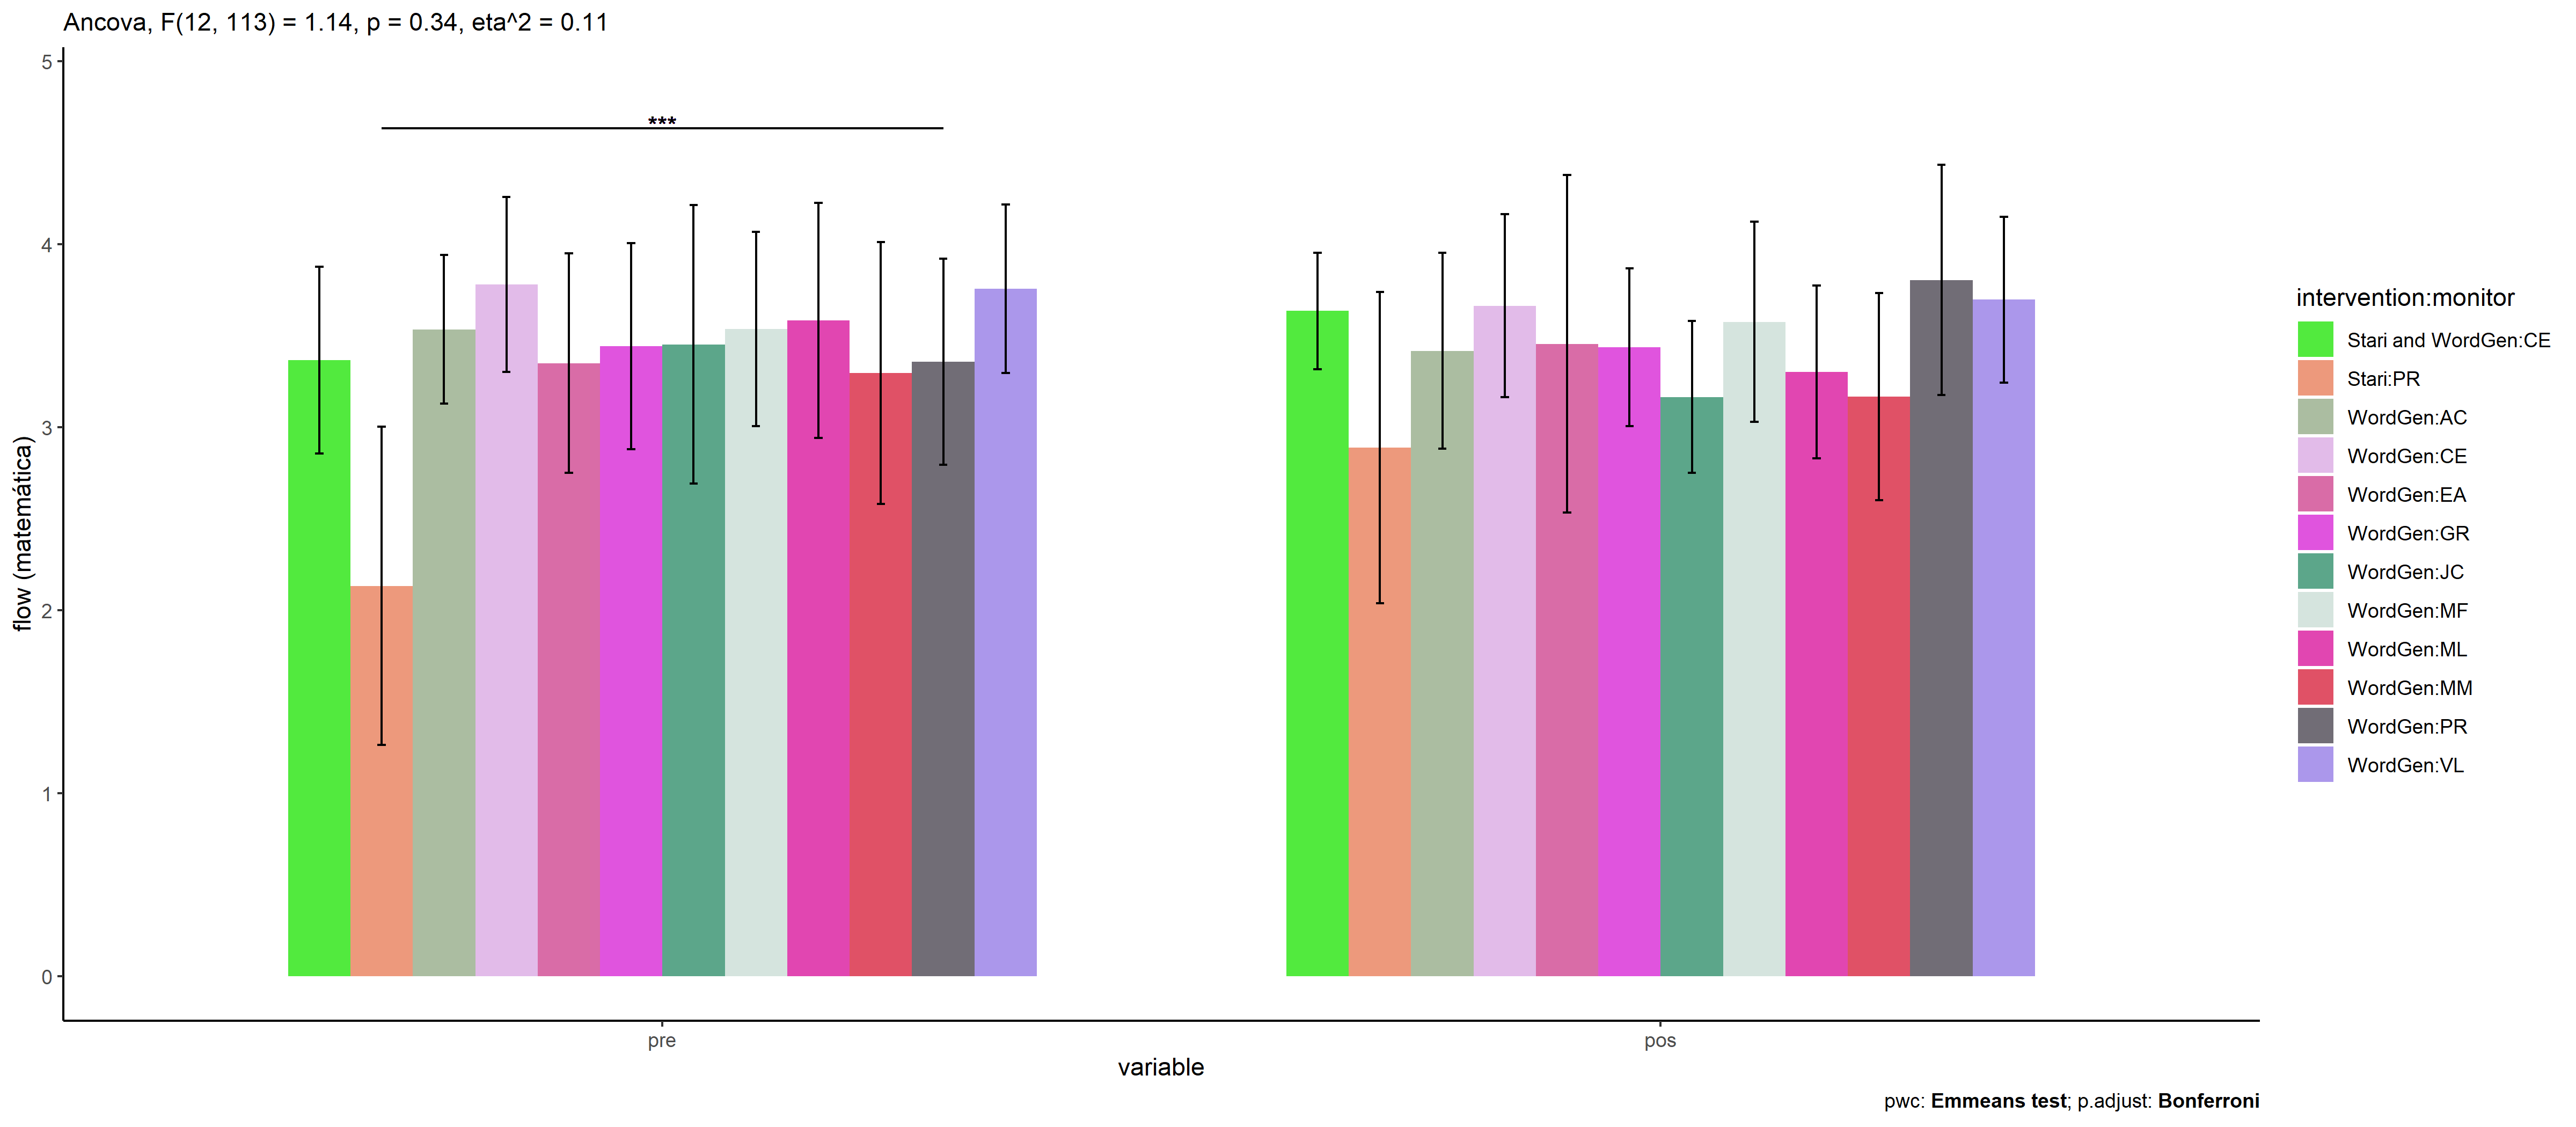 Ancova, F(12, 113) = 1.14, p = 0.34, eta^2 = 0.11
5
4
3
2
1
0
flow (matemática)
***
pre
pos
variable
intervention:monitor
Stari and WordGen:CE
Stari:PR
WordGen:AC
WordGen:CE
WordGen:EA
WordGen:GR
WordGen:JC
WordGen:MF
WordGen:ML
WordGen:MM
WordGen:PR
WordGen:VL
pwc: Emmeans test; p.adjust: Bonferroni